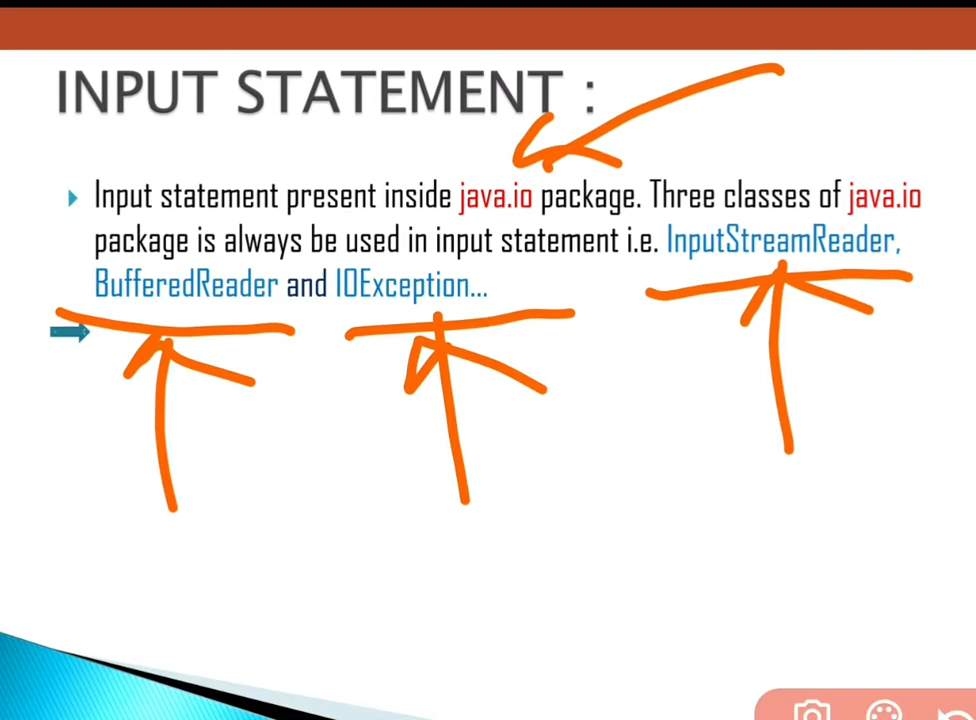 INPUT STATEMENT :
Input statement present inside java.io package. Three classes of java.io
package is always be used in input statement i.e. InputStreamReader,
BufferedReader and IOException...